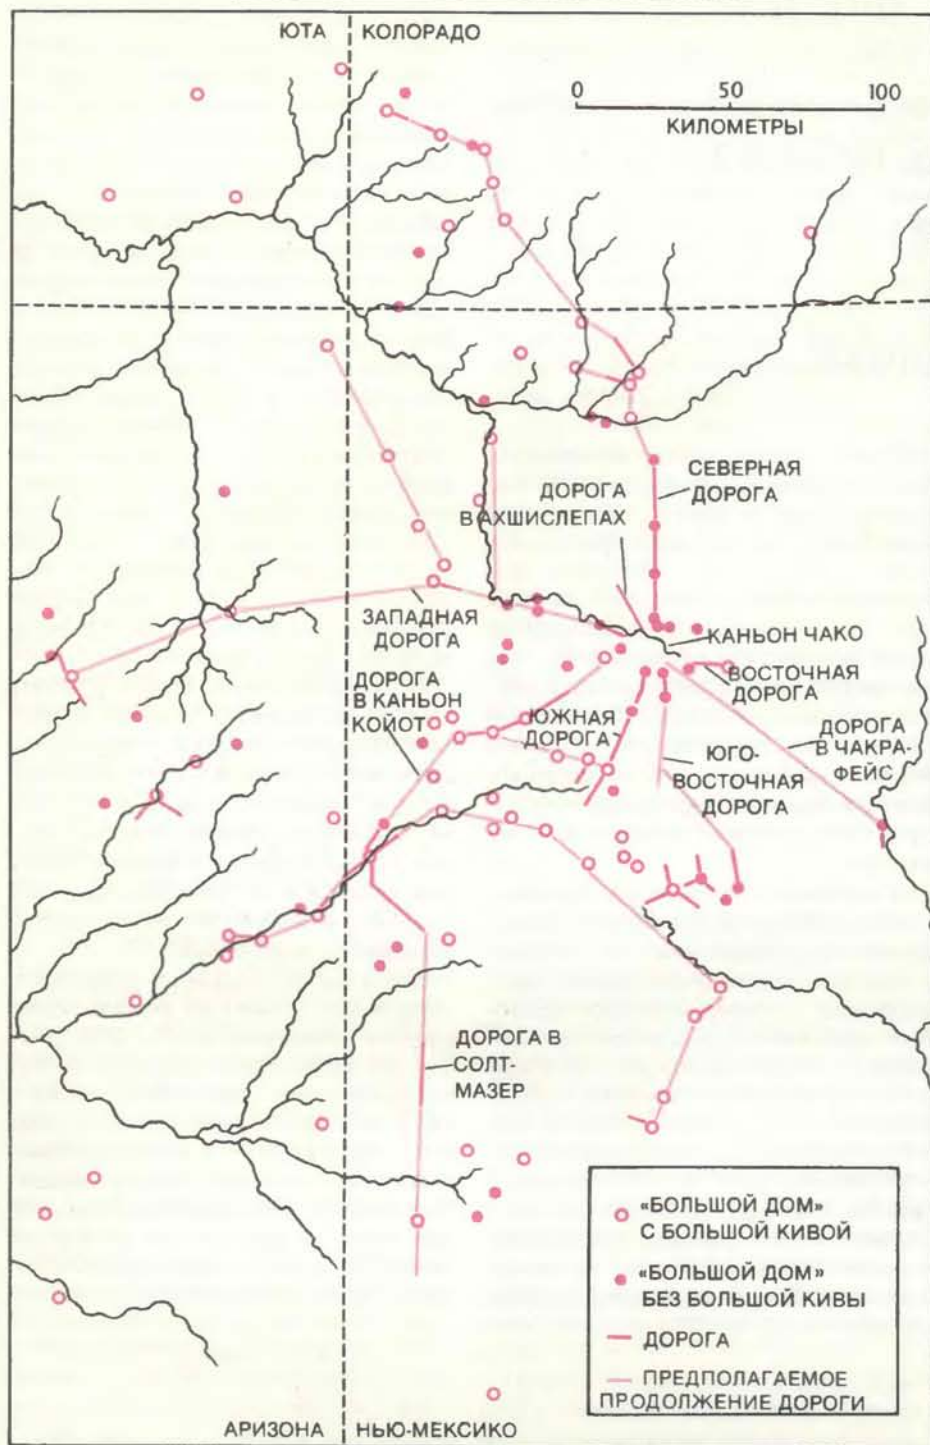 ЮТА
КОЛОРАДО
0 50 100
КИЛОМЕТРЫ
СЕВЕРНАЯ
ДОРОГА
ДОРОГА
В АХШИСЛЕПАХ
КАНЬОН ЧАКО
ЗАПАДНАЯ
ДОРОГА
ВОСТОЧНАЯ
ДОРОГА
ДОРОГА
В КАНЬОН
КОЙОТ
ЮЖНАЯ
ДОРОГА
ДОРОГА
В ЧАКРА-
ФЕЙС
ЮГО-
ВОСТОЧНАЯ
ДОРОГА
ДОРОГА В
СОЛТ-
МАЗЕР
«БОЛЬШОЙ ДОМ»
С БОЛЬШОЙ КИВОЙ
«БОЛЬШОЙ ДОМ»
БЕЗ БОЛЬШОЙ КИВЫ
ДОРОГА
ПРЕДПОЛАГАЕМОЕ
ПРОДОЛЖЕНИЕ ДОРОГИ
АРИЗОНА
НЬЮ-МЕКСИКО